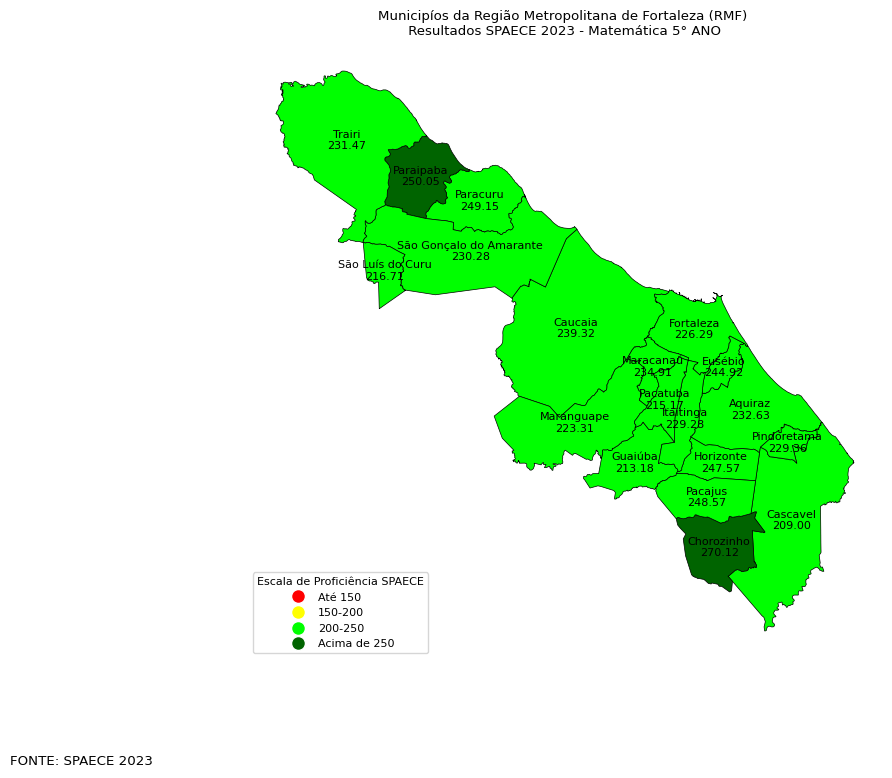 Municipíos da Região Metropolitana de Fortaleza (RMF)
Resultados SPAECE 2023 - Matemática 5° ANO
Trairi
231.47
Paraipaba
250.05
Paracuru
249.15
São Gonçalo do Amarante
230.28
São Luís do Curu
216.71
Caucaia
239.32
Fortaleza
226.29
Maracanaú
234.91
Eusébio
244.92
Pacatuba
215.17
Itaitinga
229.28
Aquiraz
232.63
Maranguape
223.31
Pindoretama
229.36
Guaiúba
213.18
Horizonte
247.57
Pacajus
248.57
Cascavel
209.00
Chorozinho
270.12
Escala de Proficiência SPAECE
Até 150
150-200
200-250
Acima de 250
FONTE: SPAECE 2023